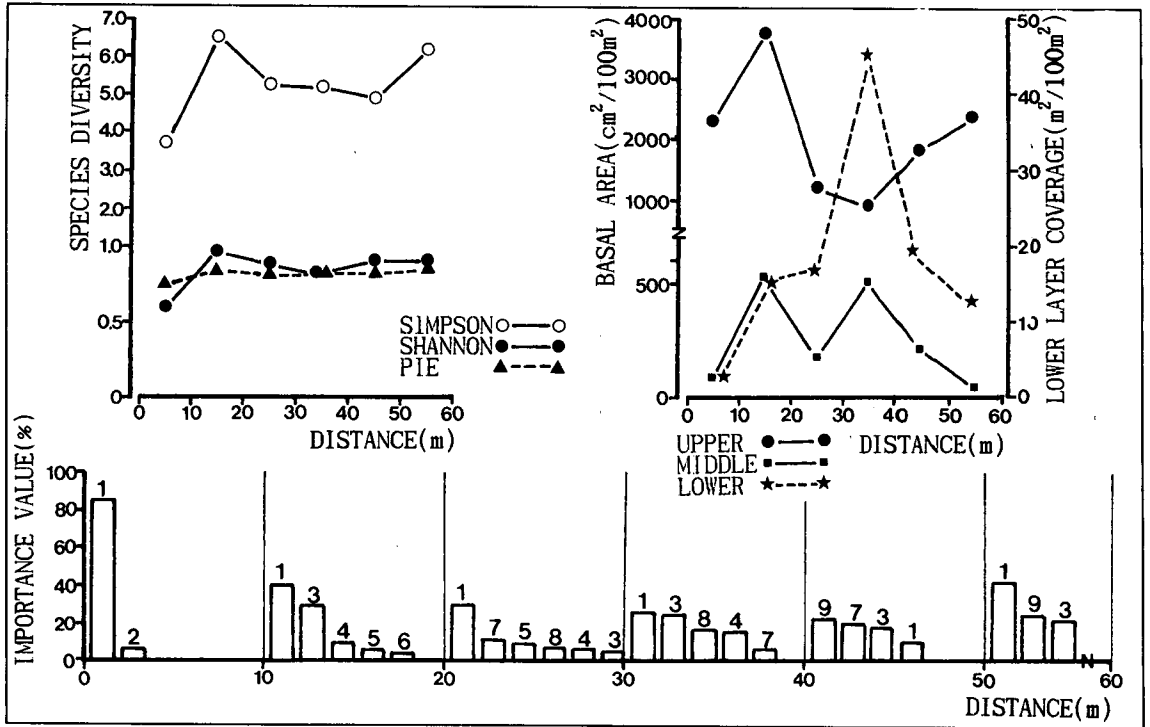 SPECIES DIVERSITY
7.0
6.0
5.0
4.0
3.0
1.0
0.5
0
0 10 20 30 40 50 60
DISTANCE(m)
SIMPSON
SHANNON
PIE
BASAL AREA(cm²/100m²)
4000
3000
2000
1000
N
500
0
LOWER LAYER COVERAGE(m²/100m²)
50
40
30
20
10
0
0 10 20 30 40 50 60
DISTANCE(m)
UPPER
MIDDLE
LOWER
IMPORTANCE VALUE(%)
100
80
60
40
20
0
1 2
1 3 4 5 6
1 7 5 8 4 3
1 3 8 4 7
9 7 3 1
1 9 3
N
0 10 20 30 40 50 60
DISTANCE(m)